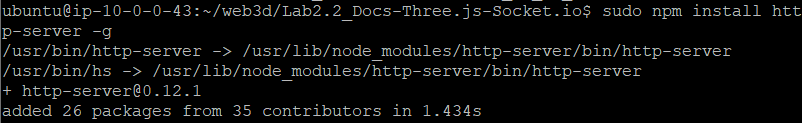 ubuntu@ip-10-0-0-43:~/web3d/Lab2.2_Docs-Three.js-Socket.io$ sudo npm install htt
p-server -g
/usr/bin/http-server -> /usr/lib/node_modules/http-server/bin/http-server
/usr/bin/hs -> /usr/lib/node_modules/http-server/bin/http-server
+ http-server@0.12.1
added 26 packages from 35 contributors in 1.434s